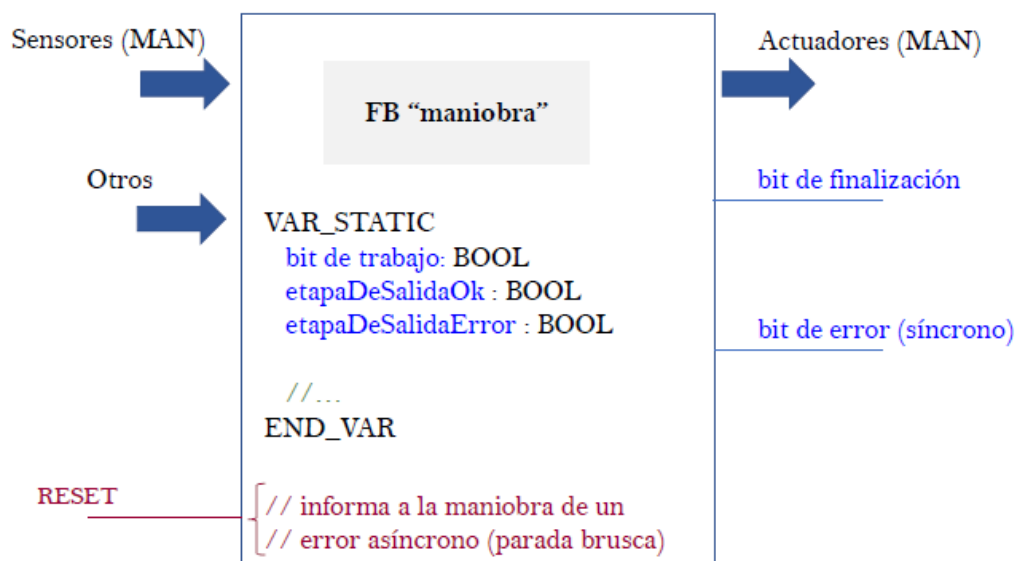 Sensores (MAN)
Actuadores (MAN)
FB “maniobra”
Otros
bit de finalización
VAR_STATIC
bit de trabajo: BOOL
etapaDeSalidaOk : BOOL
etapaDeSalidaError : BOOL
bit de error (síncrono)
//...
END_VAR
RESET
// informa a la maniobra de un
// error asíncrono (parada brusca)